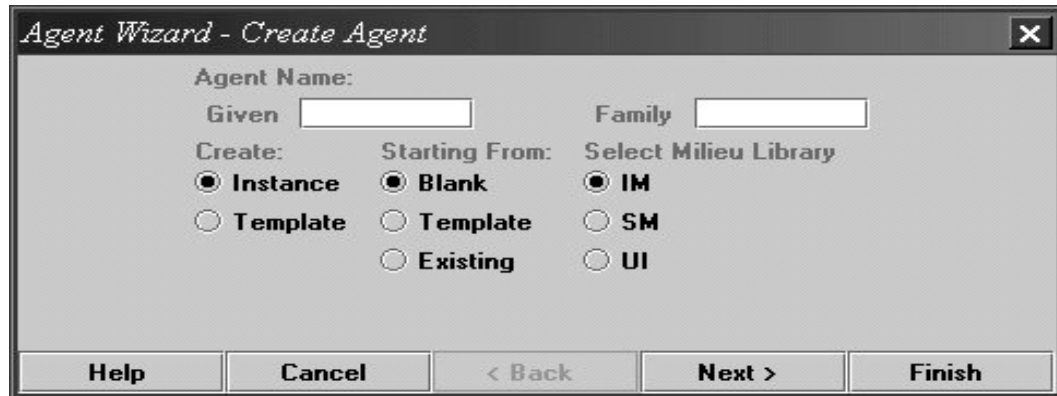 Agent Wizard - Create Agent
Agent Name:
Given Family
Create: Starting From: Select Milieu Library
Instance Blank IM
Template Template SM
Existing UI
Help Cancel < Back Next > Finish